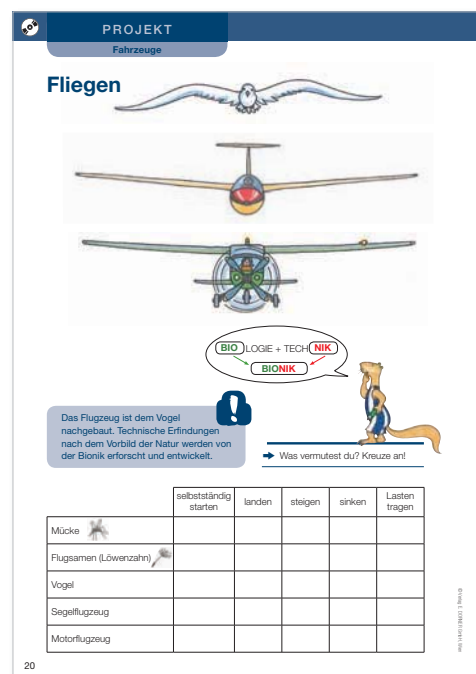 PROJEKT
Fahrzeuge
Fliegen
BIO LOGIE + TECH NIK
BIONIK
Das Flugzeug ist dem Vogel
nachgebaut. Technische Erfindungen
nach dem Vorbild der Natur werden von
der Bionik erforscht und entwickelt.
!
Was vermutest du? Kreuze an!
selbstständig
starten
landen
steigen
sinken
Lasten
tragen
Mücke
Flugsamen (Löwenzahn)
Vogel
Segelflugzeug
Motorflugzeug
20